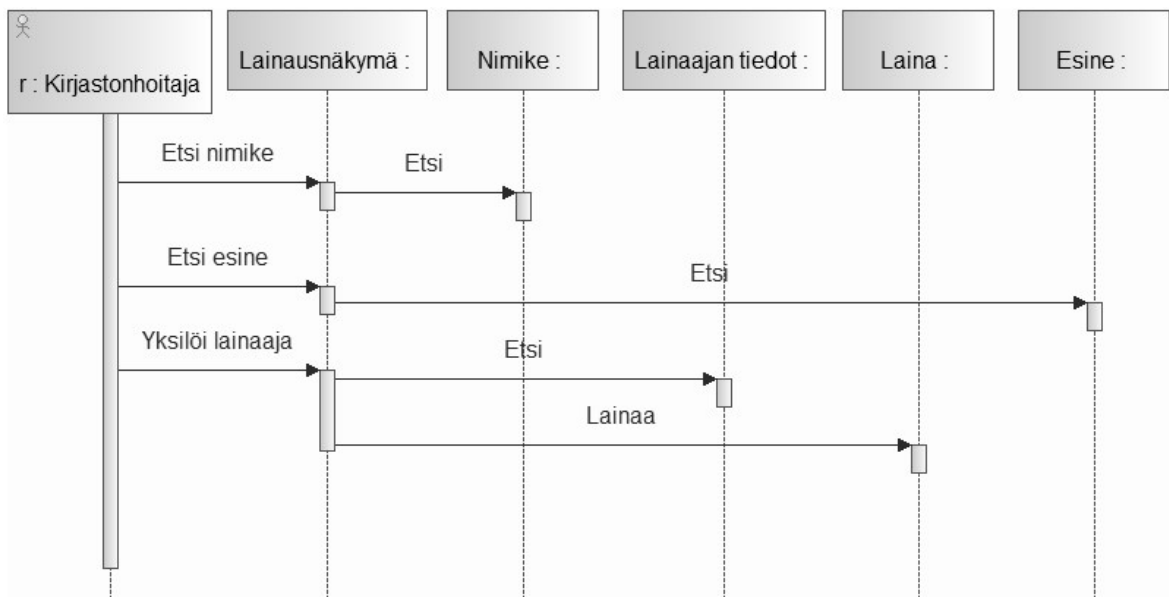 r : Kirjastonhoitaja
Lainausnäkymä :
Nimike :
Lainaajan tiedot :
Laina :
Esine :
Etsi nimike
Etsi
Etsi esine
Etsi
Yksilöi lainaaja
Etsi
Lainaa